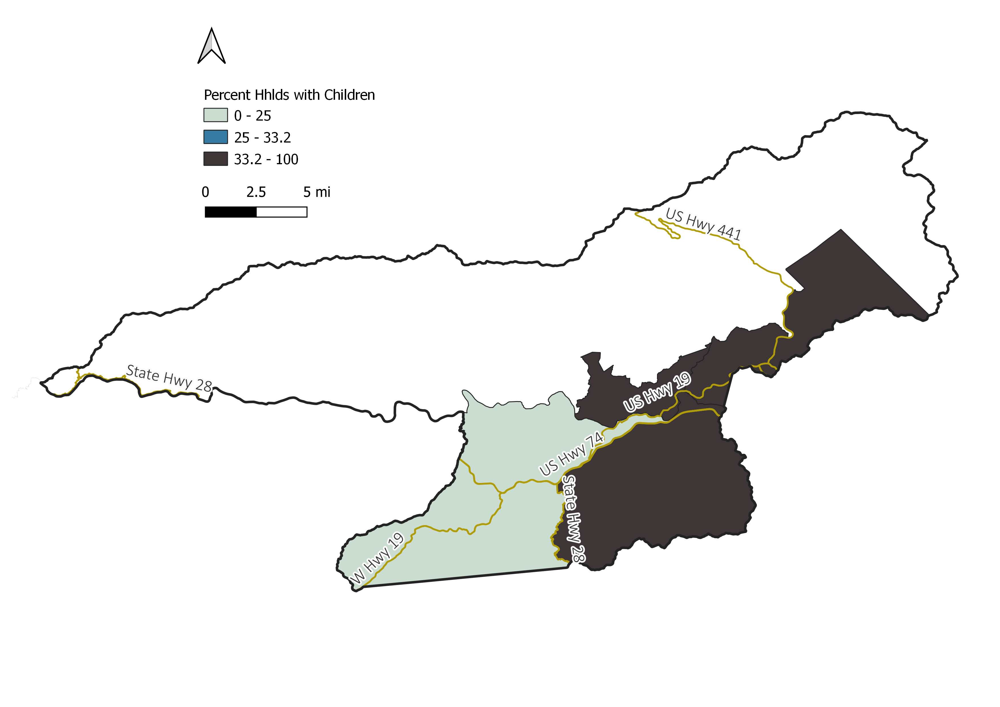 Percent Hhlds with Children
0 - 25
25 - 33.2
33.2 - 100
0 2.5 5 mi
US Hwy 441
State Hwy 28
US Hwy 19
US Hwy 74
State Hwy 28
W Hwy 19